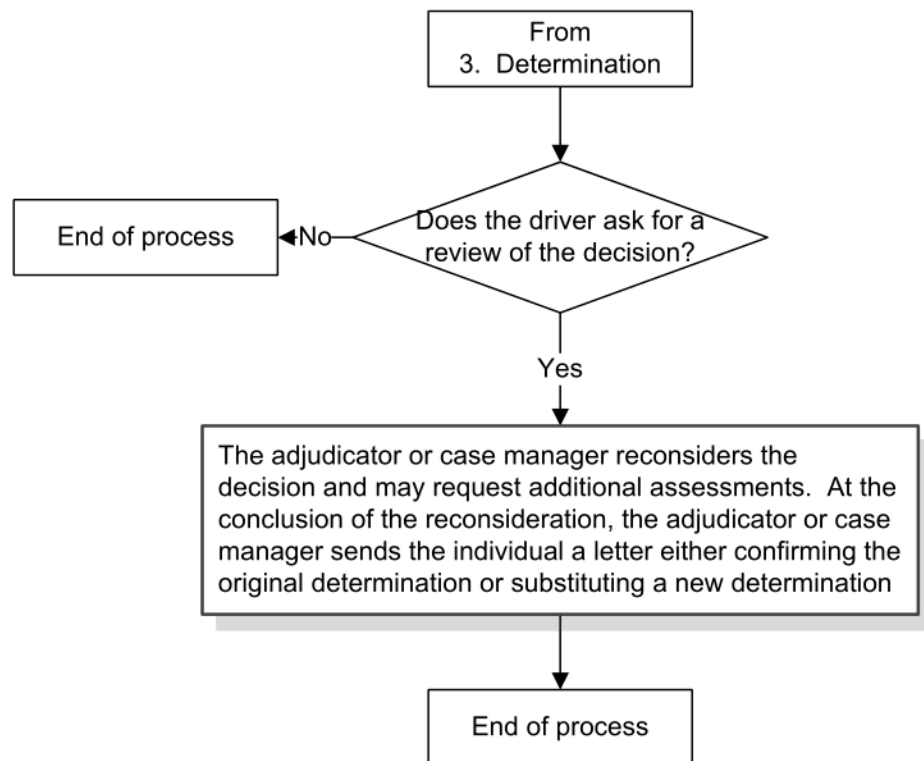 From
3.  Determination
Does the driver ask for a
review of the decision?
No
End of process
Yes
The adjudicator or case manager reconsiders the
decision and may request additional assessments.  At the
conclusion of the reconsideration, the adjudicator or case
manager sends the individual a letter either confirming the
original determination or substituting a new determination
End of process